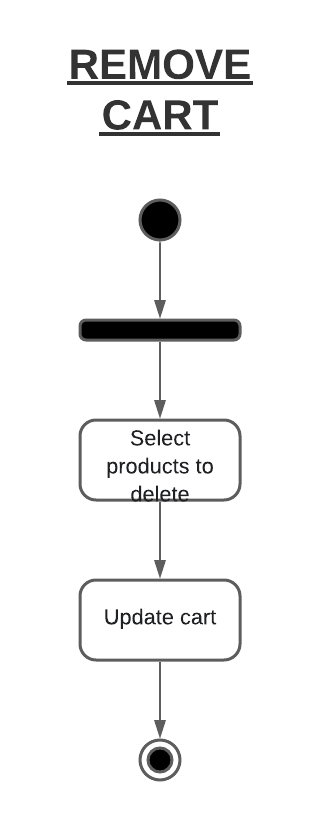 REMOVE
CART
Select
products to
delete
Update cart